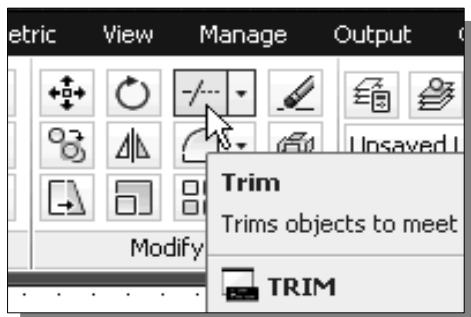 etric View Manage Output
Unsaved L
Trim
Trims objects to meet
Modify
TRIM